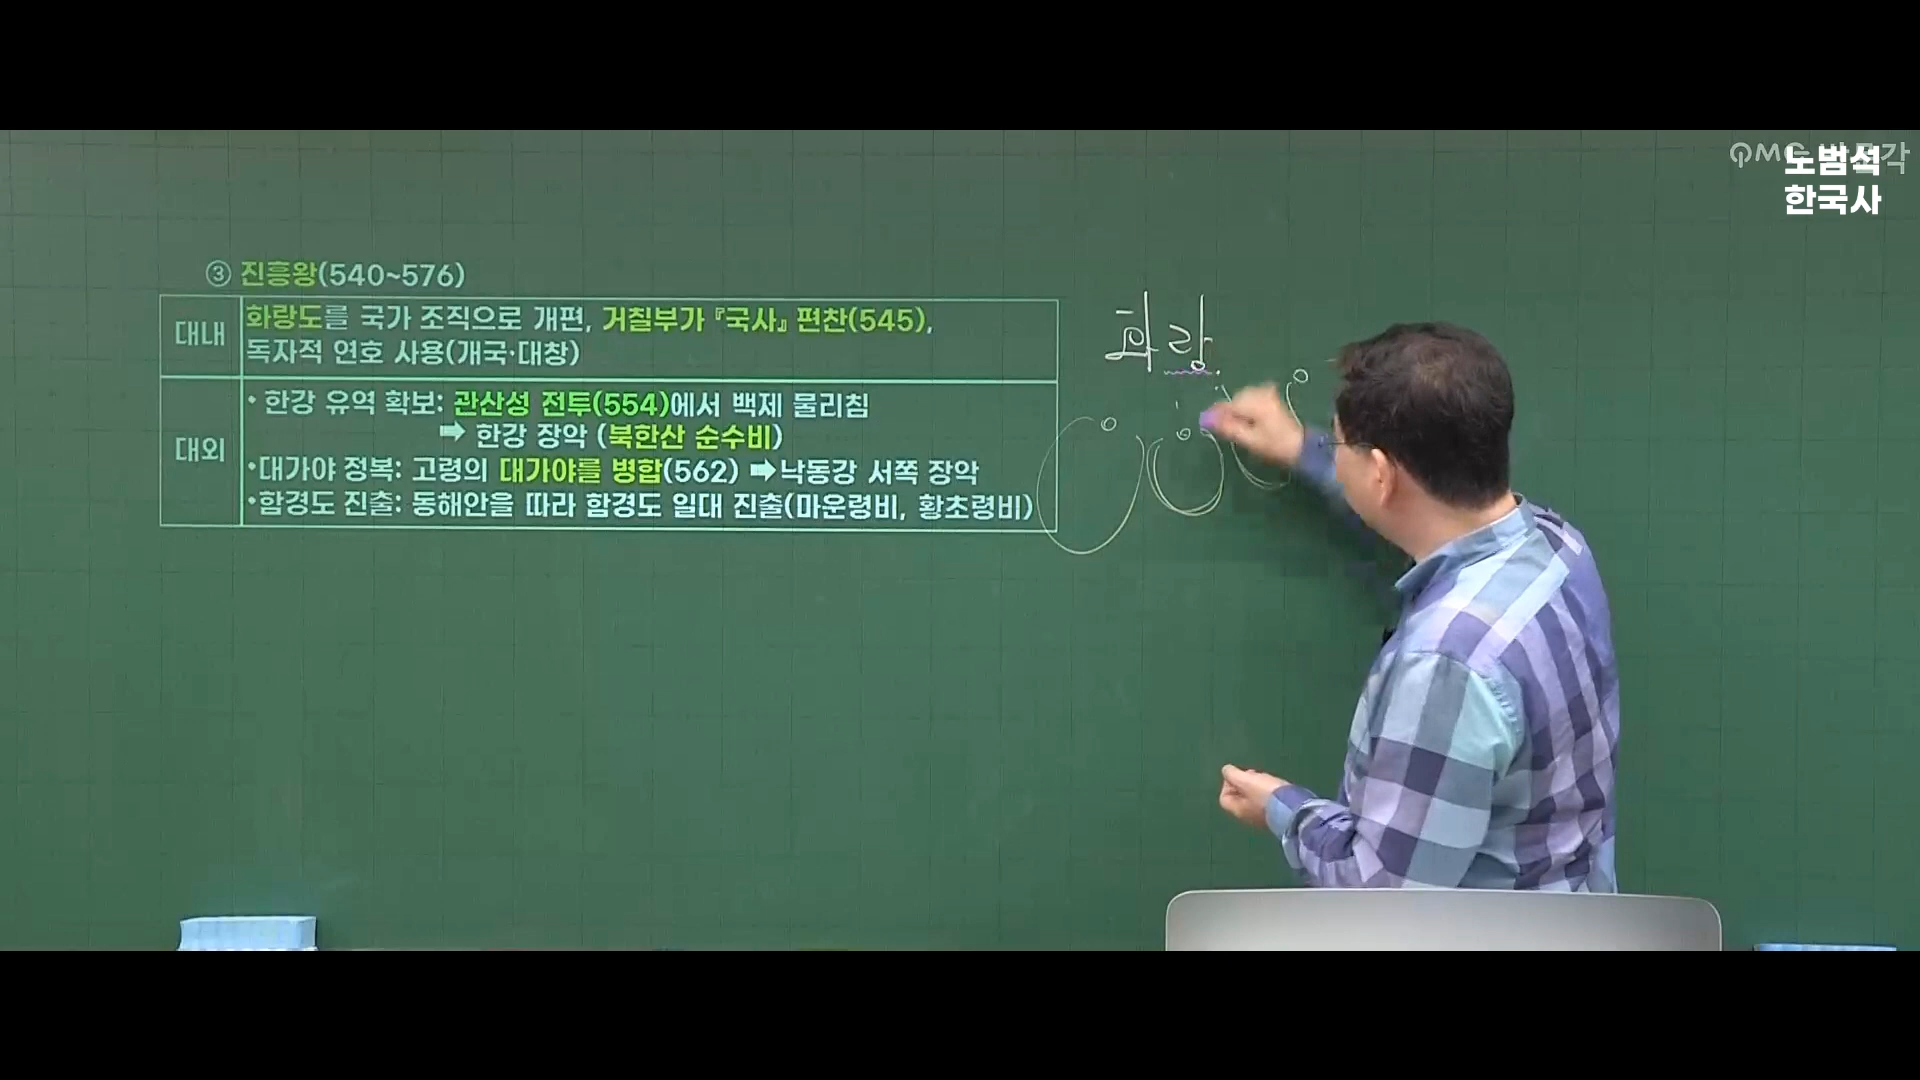 노범석
한국사
③ 진흥왕(540~576)
대내
화랑도를 국가 조직으로 개편, 거칠부가 『국사』 편찬(545),
독자적 연호 사용(개국·대창)
대외
• 한강 유역 확보: 관산성 전투(554)에서 백제 물리침
➡ 한강 장악 (북한산 순수비)
•대가야 정복: 고령의 대가야를 병합(562) ➡낙동강 서쪽 장악
•함경도 진출: 동해안을 따라 함경도 일대 진출(마운령비, 황초령비)
화랑